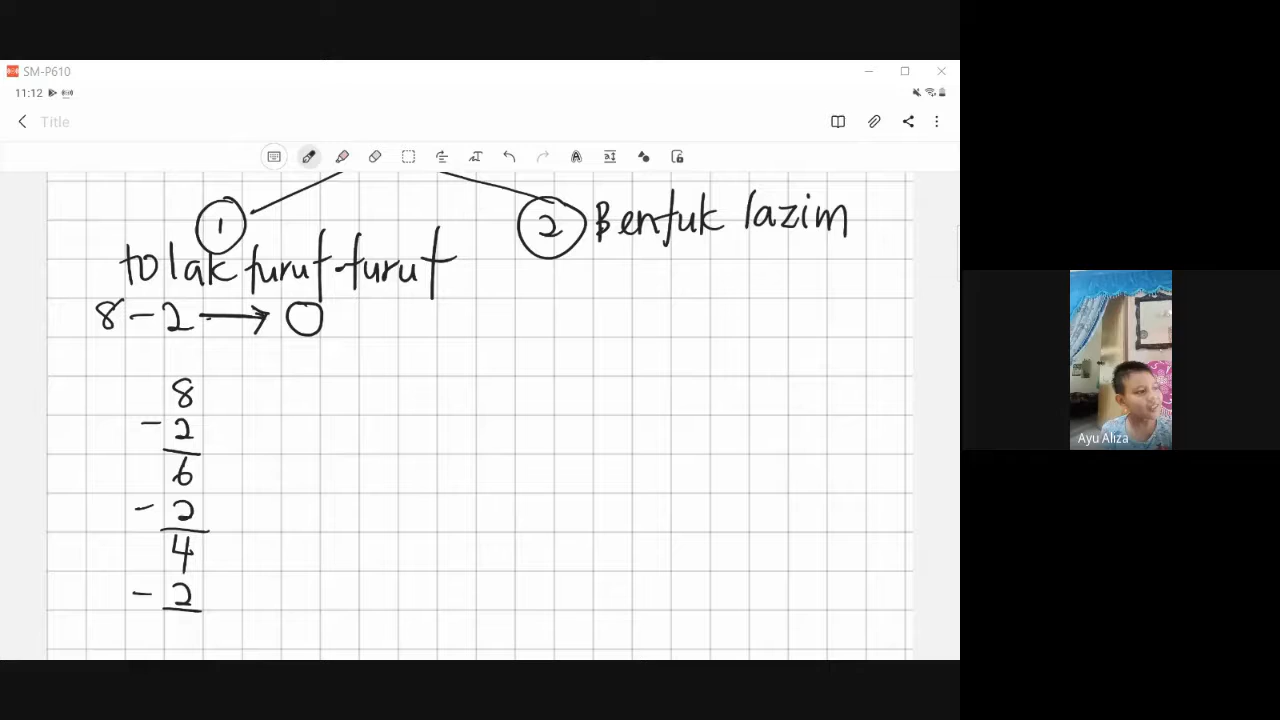 SM-P610
11:12
Title
1
2 Bentuk lazim
tolak turut-turut
8 - 2 → 0
8
- 2
6
- 2
4
- 2
Ayu Aliza